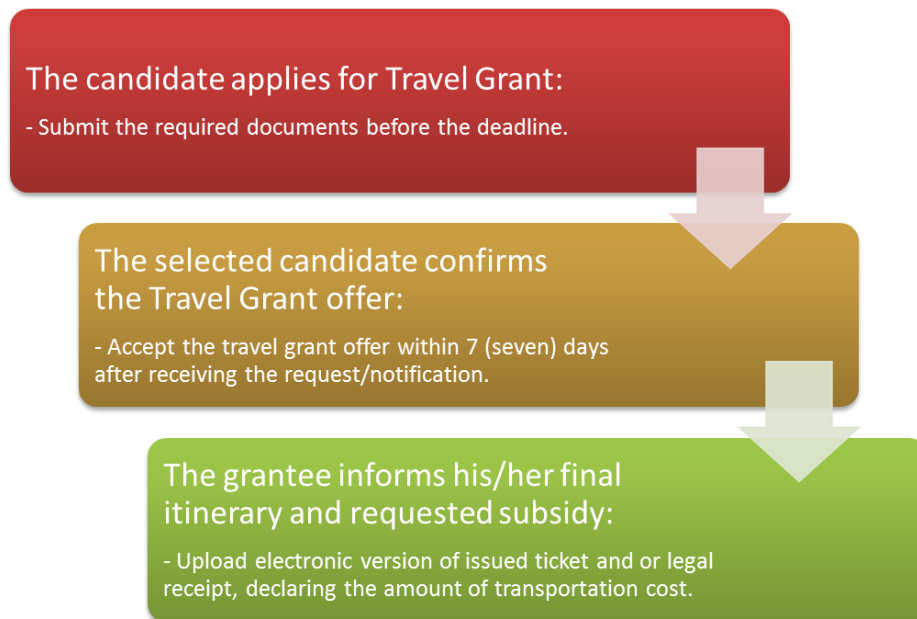 The candidate applies for Travel Grant:
- Submit the required documents before the deadline.
The selected candidate confirms
the Travel Grant offer:
- Accept the travel grant offer within 7 (seven) days
after receiving the request/notification.
The grantee informs his/her final
itinerary and requested subsidy:
- Upload electronic version of issued ticket and or legal
receipt, declaring the amount of transportation cost.